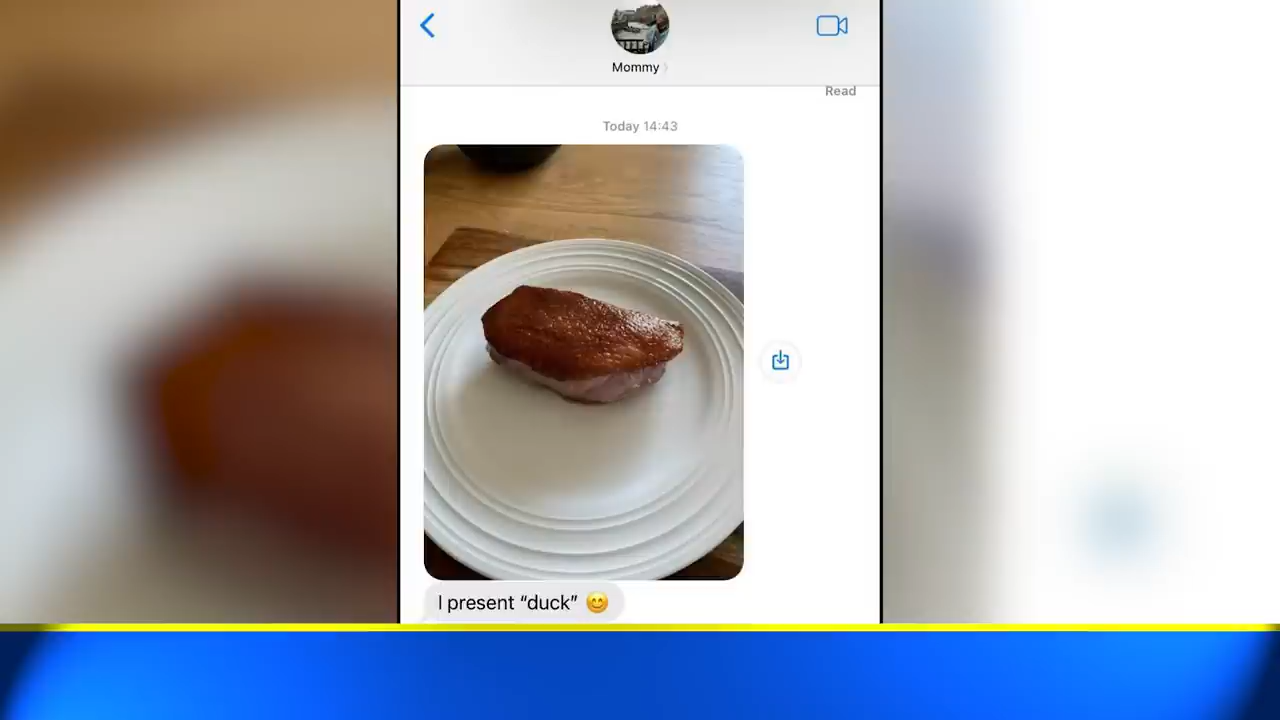 Mommy
Read
Today 14:43
I present “duck” 😊